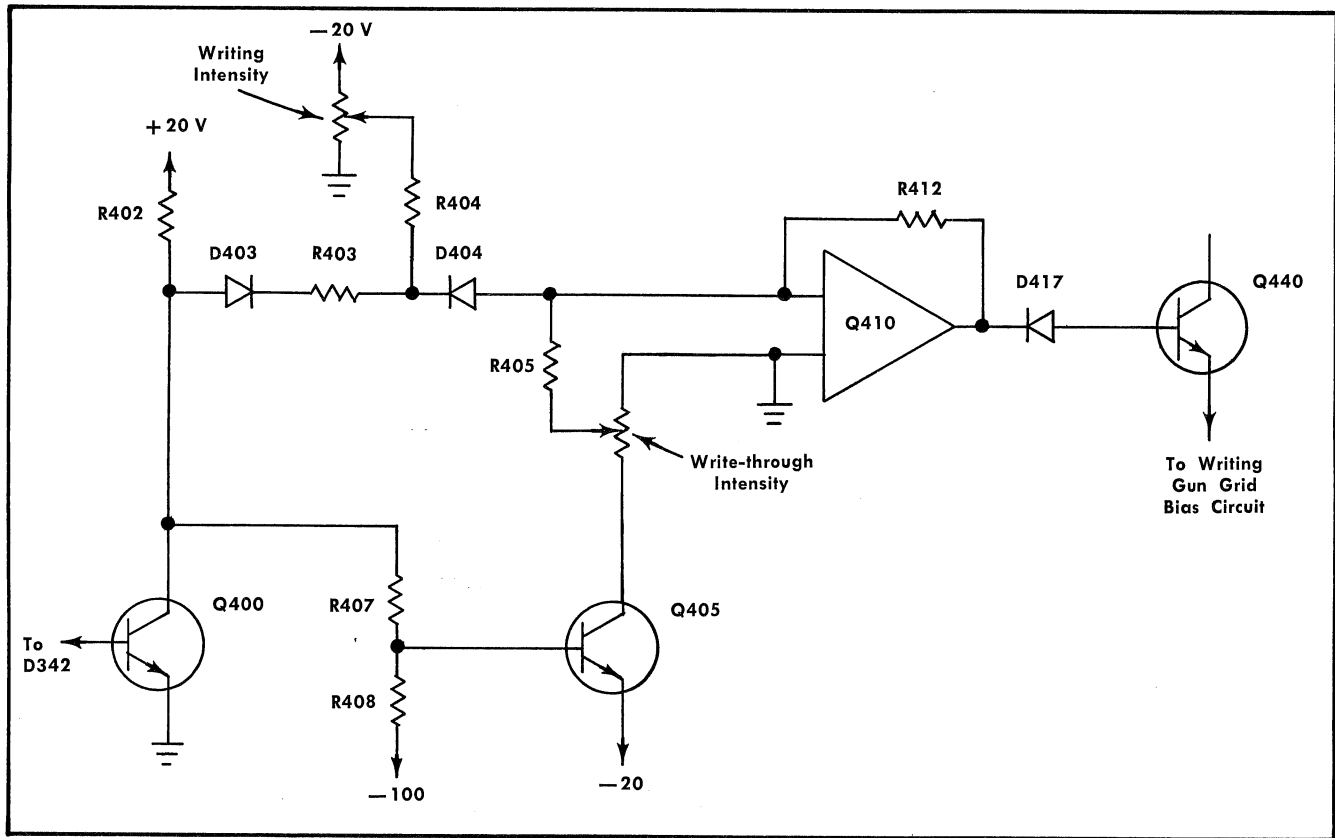 — 20 V
Writing
Intensity
+ 20 V
R402
R404
R412
D403
R403
D404
D417
Q440
Q410
R405
Write-through
Intensity
To Writing
Gun Grid
Bias Circuit
Q400
R407
Q405
To
D342
R408
—100
—20